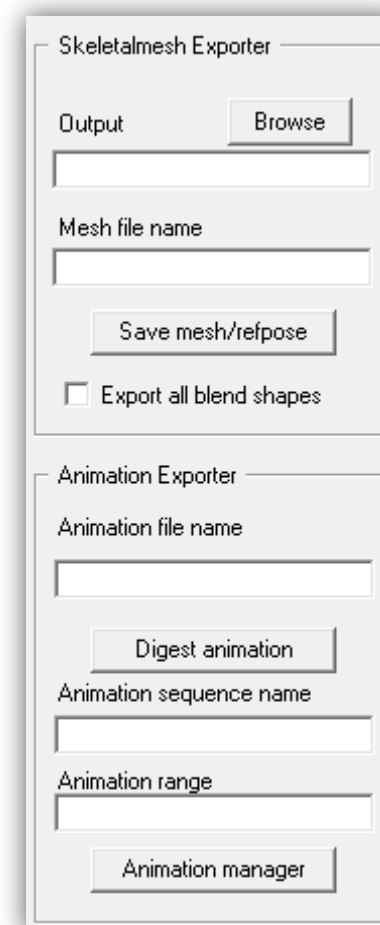 Skeletalmesh Exporter
Output Browse
Mesh file name
Save mesh/refpose
Export all blend shapes
Animation Exporter
Animation file name
Digest animation
Animation sequence name
Animation range
Animation manager